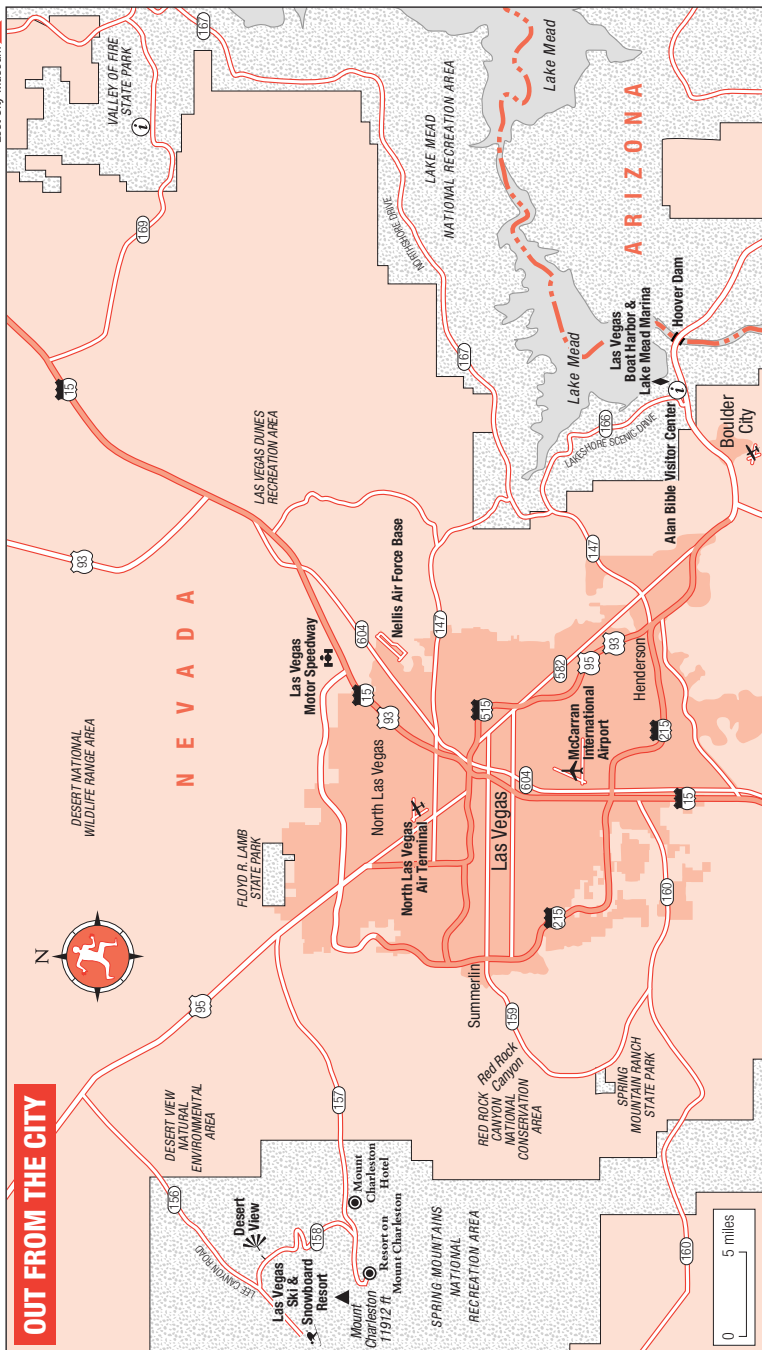 OUT FROM THE CITY
N
NEVADA
ARIZONA
DESERT NATIONAL
WILDLIFE RANGE AREA
VALLEY OF FIRE
STATE PARK
i
167
169
15
93
LAS VEGAS DUNES
RECREATION AREA
LAKE MEAD
NATIONAL RECREATION AREA
NORTHSHORE DRIVE
167
Lake Mead
Lake Mead
Las Vegas
Boat Harbor &
Lake Mead Marina
Hoover Dam
166
LAKESHORE SCENIC DRIVE
Alan Bible Visitor Center
i
Boulder
City
147
147
Las Vegas
Motor Speedway
604
Nellis Air Force Base
15
93
North Las Vegas
FLOYD R. LAMB
STATE PARK
North Las Vegas
Air Terminal
515
582
95
93
Henderson
Las Vegas
604
McCarran
International
Airport
215
15
215
160
Summerlin
159
Red Rock
Canyon
RED ROCK
CANYON
NATIONAL
CONSERVATION
AREA
SPRING
MOUNTAIN RANCH
STATE PARK
160
95
157
DESERT VIEW
NATURAL
ENVIRONMENTAL
AREA
156
LEE CANYON ROAD
Desert
View
158
Las Vegas
Ski &
Snowboard
Resort
Mount
Charleston
Hotel
Resort on
Mount Charleston
Mount
Charleston
11912 ft
SPRING MOUNTAINS
NATIONAL
RECREATION AREA
0
5 miles